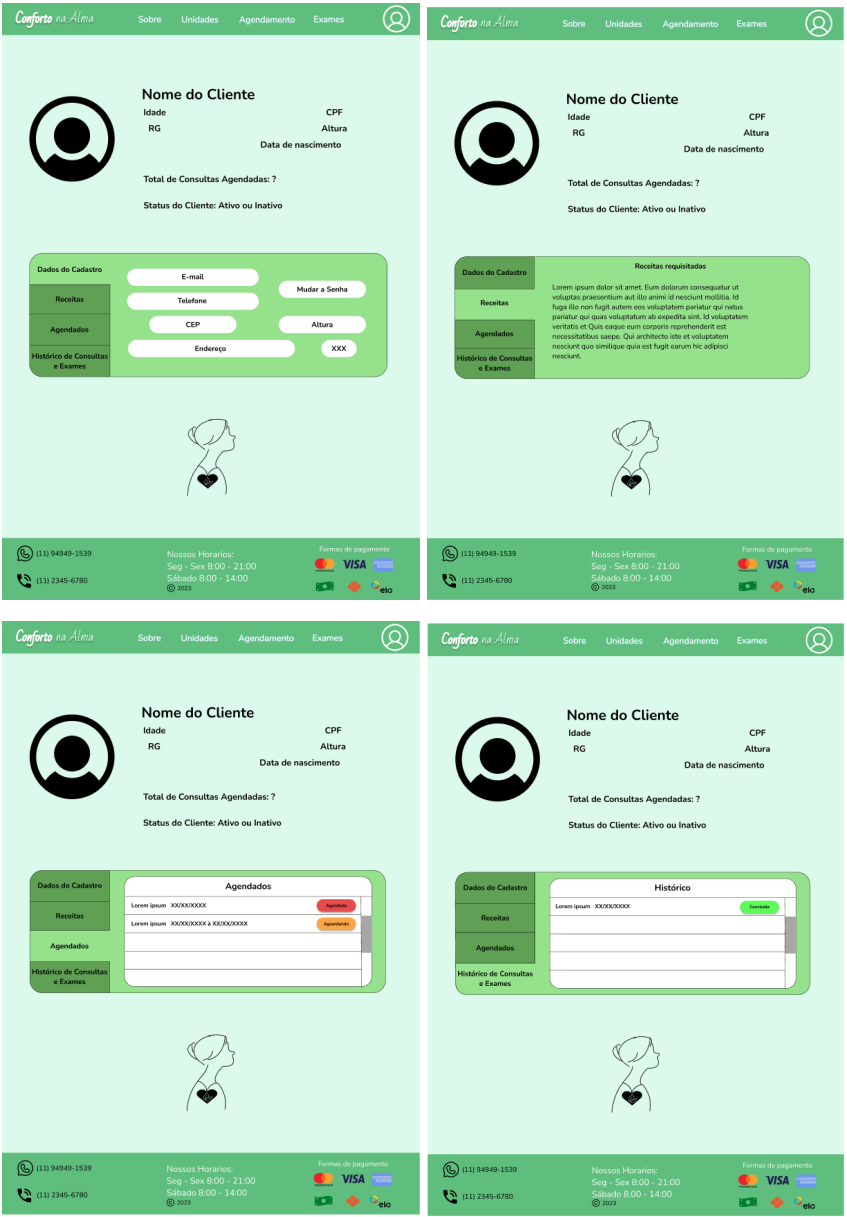 Conforto na Alma Sobre Unidades Agendamento Exames
Nome do Cliente
Idade CPF
RG Altura
Data de nascimento
Total de Consultas Agendadas: ?
Status do Cliente: Ativo ou Inativo
Dados do Cadastro
Receitas
Agendados
Histórico de Consultas
e Exames
E-mail
Mudar a Senha
Telefone
CEP Altura
Endereço XXX
(11) 94949-1539
(11) 2345-6780
Nossos Horarios:
Seg - Sex 8:00 - 21:00
Sábado 8:00 - 14:00
© 2023
Formas de pagamento
VISA
elo
Conforto na Alma Sobre Unidades Agendamento Exames
Nome do Cliente
Idade CPF
RG Altura
Data de nascimento
Total de Consultas Agendadas: ?
Status do Cliente: Ativo ou Inativo
Dados do Cadastro
Receitas
Agendados
Histórico de Consultas
e Exames
Receitas requisitadas
Lorem ipsum dolor sit amet. Eum dolorum consequatur ut
voluptas praesentium aut illo animi id nesciunt mollitia. Id
fuga illo non fugit autem eos voluptatem pariatur qui natus
pariatur qui quas voluptatum ab expedita sint. Id voluptatem
veritatis et Quis eaque eum corporis reprehenderit est
necessitatibus saepe. Qui architecto iste et voluptatem
nesciunt quo similique quia est fugit earum hic adipisci
nesciunt.
(11) 94949-1539
(11) 2345-6780
Nossos Horarios:
Seg - Sex 8:00 - 21:00
Sábado 8:00 - 14:00
© 2023
Formas de pagamento
VISA
elo
Conforto na Alma Sobre Unidades Agendamento Exames
Nome do Cliente
Idade CPF
RG Altura
Data de nascimento
Total de Consultas Agendadas: ?
Status do Cliente: Ativo ou Inativo
Dados do Cadastro
Receitas
Agendados
Histórico de Consultas
e Exames
Agendados
Lorem ipsum XX/XX/XXXX Agendado
Lorem ipsum XX/XX/XXXX à XX/XX/XXXX Aguardando
(11) 94949-1539
(11) 2345-6780
Nossos Horarios:
Seg - Sex 8:00 - 21:00
Sábado 8:00 - 14:00
© 2023
Formas de pagamento
VISA
elo
Conforto na Alma Sobre Unidades Agendamento Exames
Nome do Cliente
Idade CPF
RG Altura
Data de nascimento
Total de Consultas Agendadas: ?
Status do Cliente: Ativo ou Inativo
Dados do Cadastro
Receitas
Agendados
Histórico de Consultas
e Exames
Histórico
Lorem ipsum XX/XX/XXXX Concluída
(11) 94949-1539
(11) 2345-6780
Nossos Horarios:
Seg - Sex 8:00 - 21:00
Sábado 8:00 - 14:00
© 2023
Formas de pagamento
VISA
elo